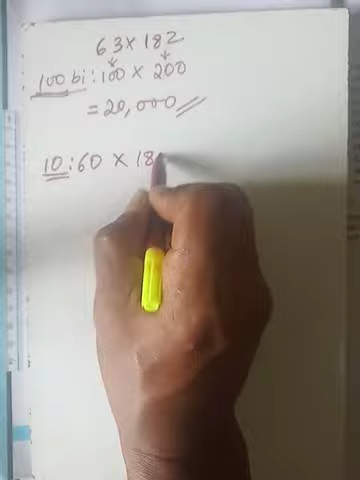 63 × 182
100 bi: 100 × 200
= 20,000
10: 60 × 18